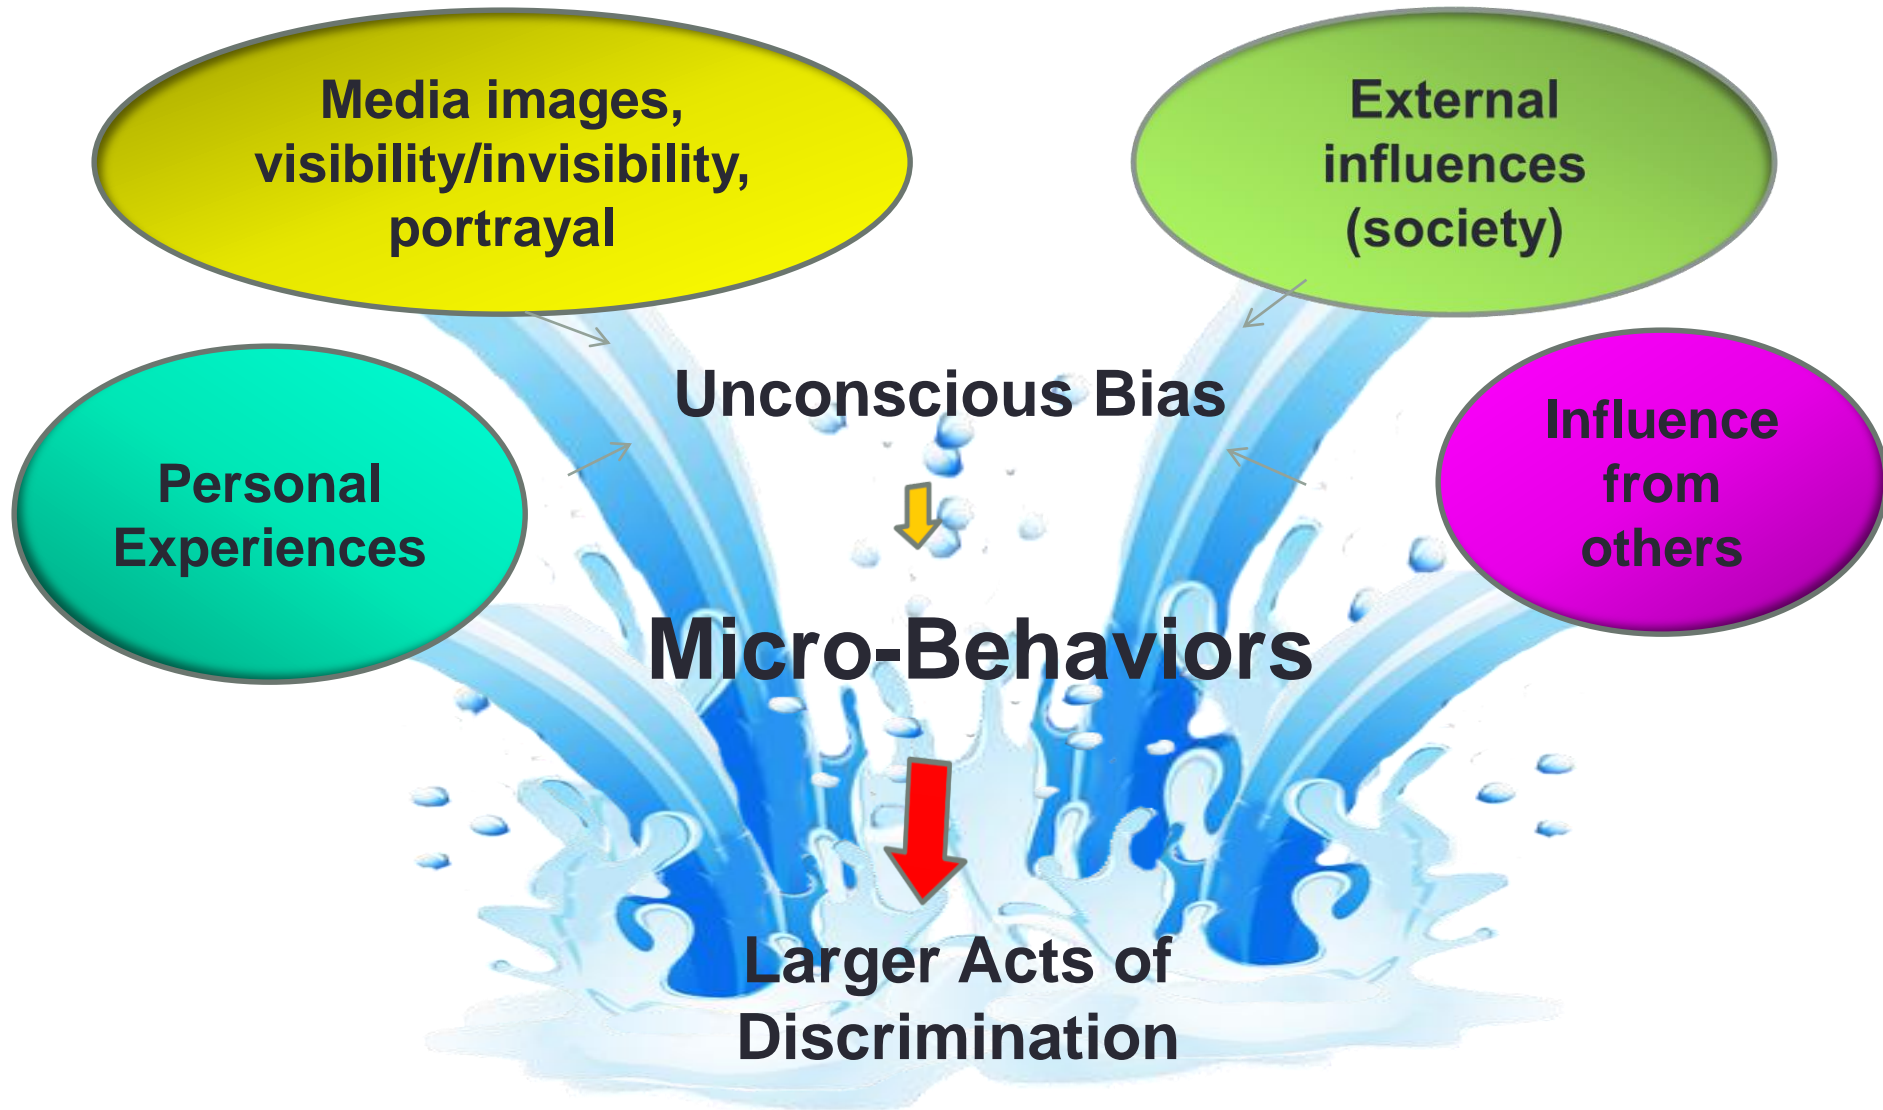 Media images,
visibility/invisibility,
portrayal
External
influences
(society)
Unconscious Bias
Personal
Experiences
Influence
from
others
Micro-Behaviors
Larger Acts of
Discrimination